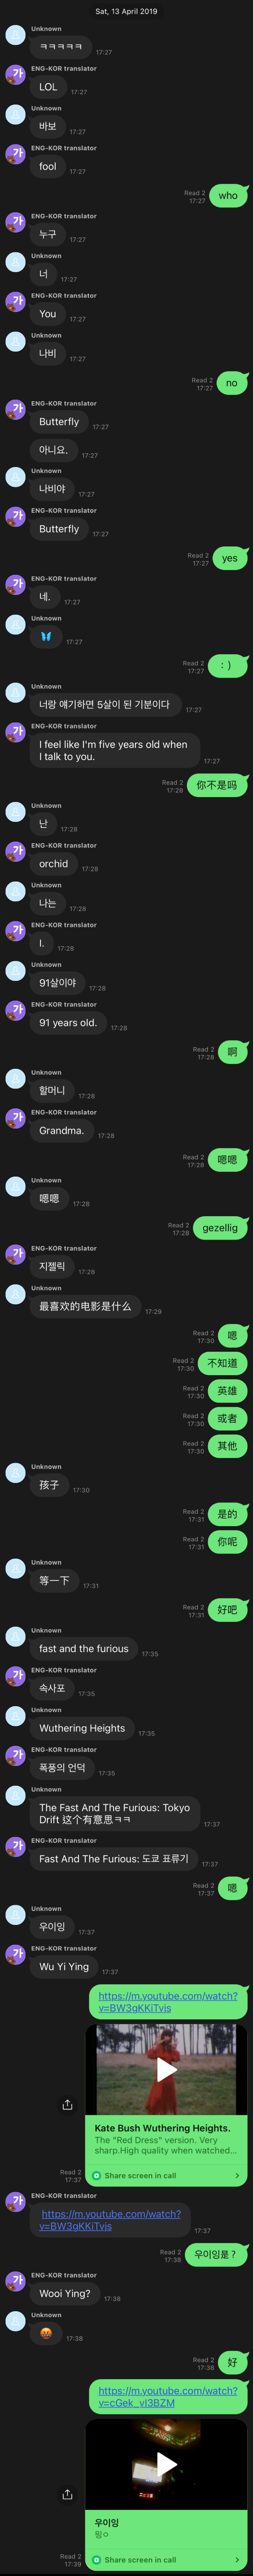 Sat, 13 April 2019
Unknown
ㅋㅋㅋㅋㅋ
17:27
ENG-KOR translator
LOL
17:27
Unknown
바보
17:27
ENG-KOR translator
fool
17:27
who
Read 2
17:27
ENG-KOR translator
누구
17:27
Unknown
너
17:27
ENG-KOR translator
You
17:27
Unknown
나비
17:27
no
Read 2
17:27
ENG-KOR translator
Butterfly
17:27
아니요.
17:27
Unknown
나비야
17:27
ENG-KOR translator
Butterfly
17:27
yes
Read 2
17:27
ENG-KOR translator
네.
17:27
Unknown
🦋
17:27
: )
Read 2
17:27
Unknown
너랑 얘기하면 5살이 된 기분이다
17:27
ENG-KOR translator
I feel like I'm five years old when
I talk to you.
17:27
你不是吗
Read 2
17:28
Unknown
난
17:28
ENG-KOR translator
orchid
17:28
Unknown
나는
17:28
ENG-KOR translator
I.
17:28
Unknown
91살이야
17:28
ENG-KOR translator
91 years old.
17:28
啊
Read 2
17:28
Unknown
할머니
17:28
ENG-KOR translator
Grandma.
17:28
嗯嗯
Read 2
17:28
Unknown
嗯嗯
17:28
gezellig
Read 2
17:28
ENG-KOR translator
지젤릭
17:28
Unknown
最喜欢的电影是什么
17:29
嗯
Read 2
17:30
不知道
Read 2
17:30
英雄
Read 2
17:30
或者
Read 2
17:30
其他
Read 2
17:30
Unknown
孩子
17:30
是的
Read 2
17:31
你呢
Read 2
17:31
Unknown
等一下
17:31
好吧
Read 2
17:31
Unknown
fast and the furious
17:35
ENG-KOR translator
속사포
17:35
Unknown
Wuthering Heights
17:35
ENG-KOR translator
폭풍의 언덕
17:35
Unknown
The Fast And The Furious: Tokyo
Drift 这个有意思ㅋㅋ
17:37
ENG-KOR translator
Fast And The Furious: 도쿄 표류기
17:37
嗯
Read 2
17:37
Unknown
우이잉
17:37
ENG-KOR translator
Wu Yi Ying
17:37
https://m.youtube.com/watch?
v=BW3gKKiTvjs
Kate Bush Wuthering Heights.
The "Red Dress" version. Very
sharp.High quality when watched...
Share screen in call
Read 2
17:37
ENG-KOR translator
https://m.youtube.com/watch?
v=BW3gKKiTvjs
17:37
우이잉是？
Read 2
17:38
ENG-KOR translator
Wooi Ying?
17:38
Unknown
17:38
好
Read 2
17:38
https://m.youtube.com/watch?
v=cGek_vI3BZM
우이잉
Share screen in call
Read 2
17:39